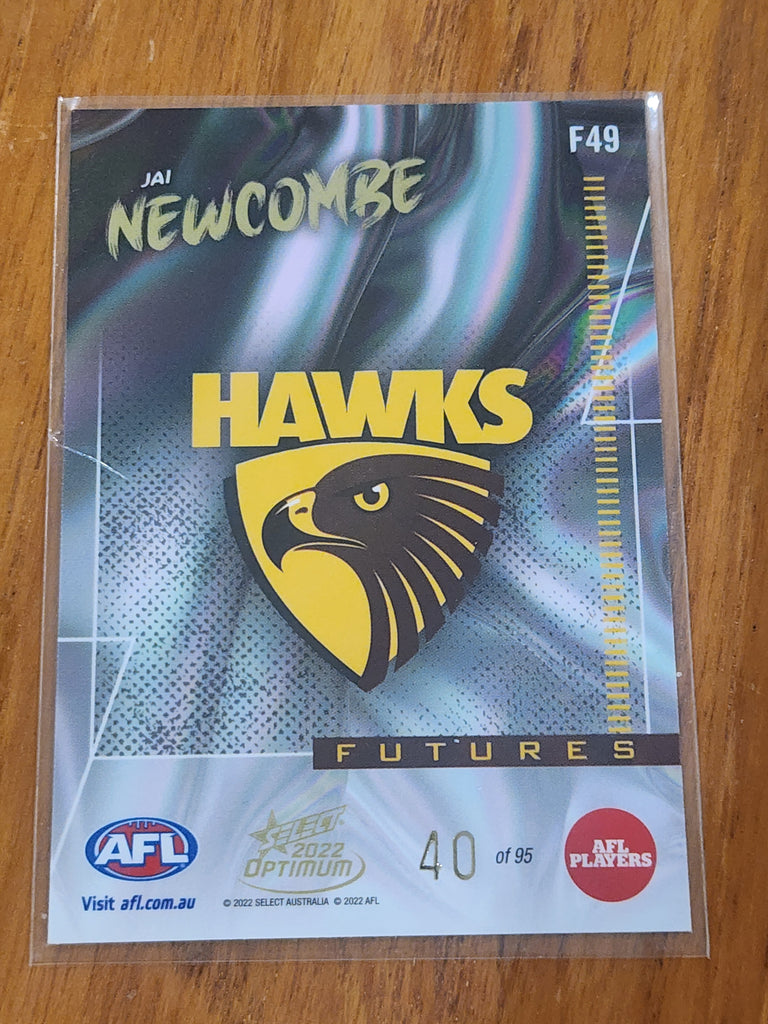 F49
JAI
NEWCOMBE
HAWKS
FUTURES
AFL
Visit afl.com.au
SELECT
2022
OPTIMUM
© 2022 SELECT AUSTRALIA © 2022 AFL
40 of 95
AFL
PLAYERS